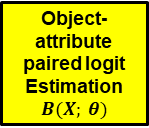 Object-
attribute
paired logit
Estimation
B(X; θ)